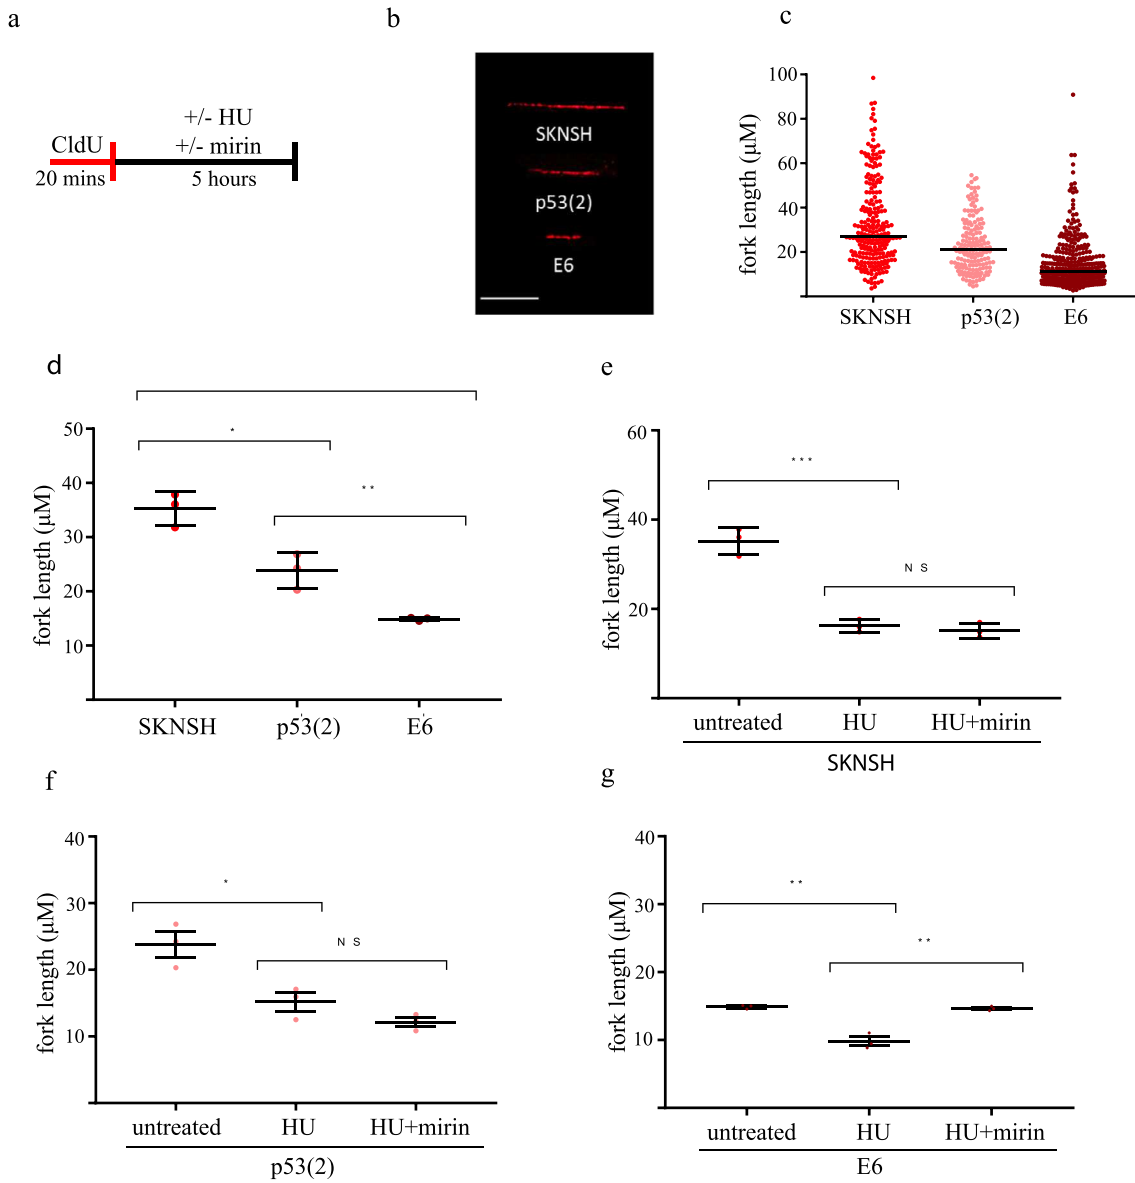 a
+/- HU
CldU
+/- mirin
20 mins
5 hours
b
SKNSH
p53(2)
E6
c
100
80
60
40
20
fork length (μM)
SKNSH
p53(2)
E6
d
*
**
50
40
30
20
10
fork length (μM)
SKNSH
p53(2)
E6
e
***
N S
60
40
20
fork length (μM)
untreated
HU
HU+mirin
SKNSH
f
*
N S
40
30
20
10
fork length (μM)
untreated
HU
HU+mirin
p53(2)
g
**
**
40
30
20
10
fork length (μM)
untreated
HU
HU+mirin
E6